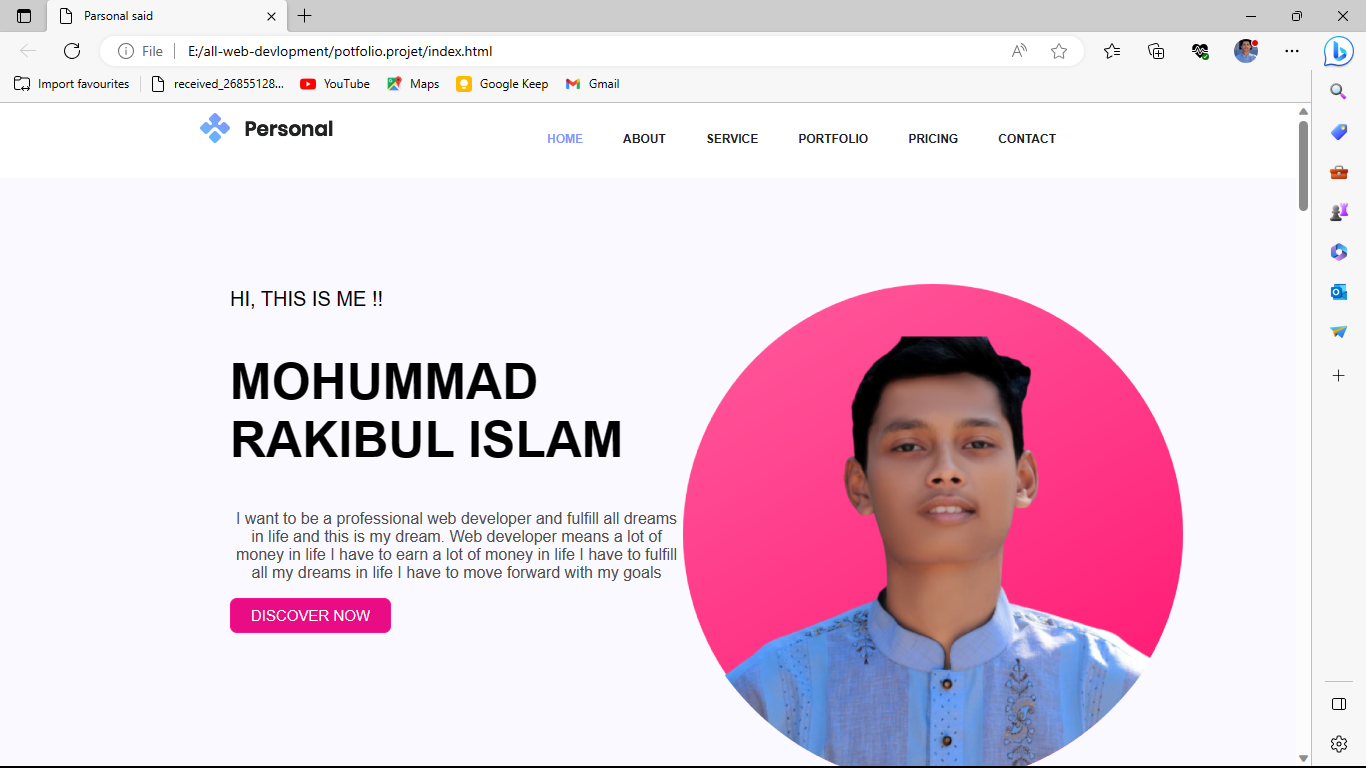 Parsonal said
File
E:/all-web-devlopment/potfolio.projet/index.html
Import favourites
received_26855128...
YouTube
Maps
Google Keep
Gmail
Personal
HOME
ABOUT
SERVICE
PORTFOLIO
PRICING
CONTACT
HI, THIS IS ME !!
MOHUMMAD
RAKIBUL ISLAM
I want to be a professional web developer and fulfill all dreams
in life and this is my dream. Web developer means a lot of
money in life I have to earn a lot of money in life I have to fulfill
all my dreams in life I have to move forward with my goals
DISCOVER NOW